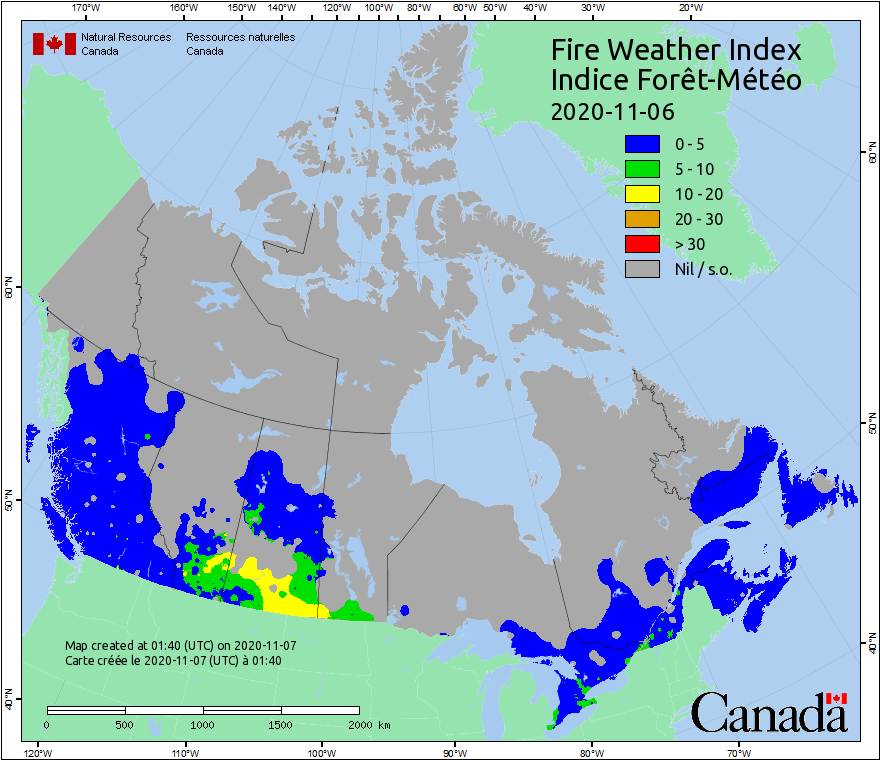 170°W 160°W 150°W 140°W 130°W 120°W 110°W 100°W 90°W 80°W 60°W 50°W 40°W 30°W 20°W
Natural Resources Ressources naturelles
Canada Canada
Fire Weather Index
Indice Forêt-Météo
2020-11-06
0 - 5
5 - 10
10 - 20
20 - 30
> 30
Nil / s.o.
60°N
60°N
50°N
50°N
40°N
40°N
Map created at 01:40 (UTC) on 2020-11-07
Carte créée le 2020-11-07 (UTC) à 01:40
0 500 1000 1500 2000 km
Canada
120°W 110°W 100°W 90°W 80°W 70°W